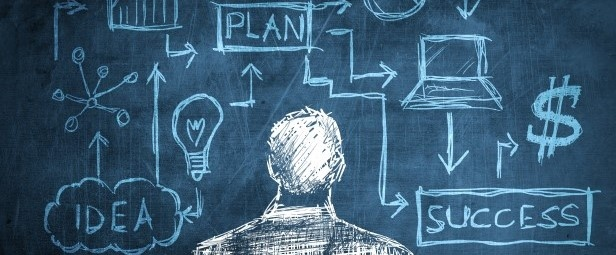 PLAN
$
IDEA
SUCCESS